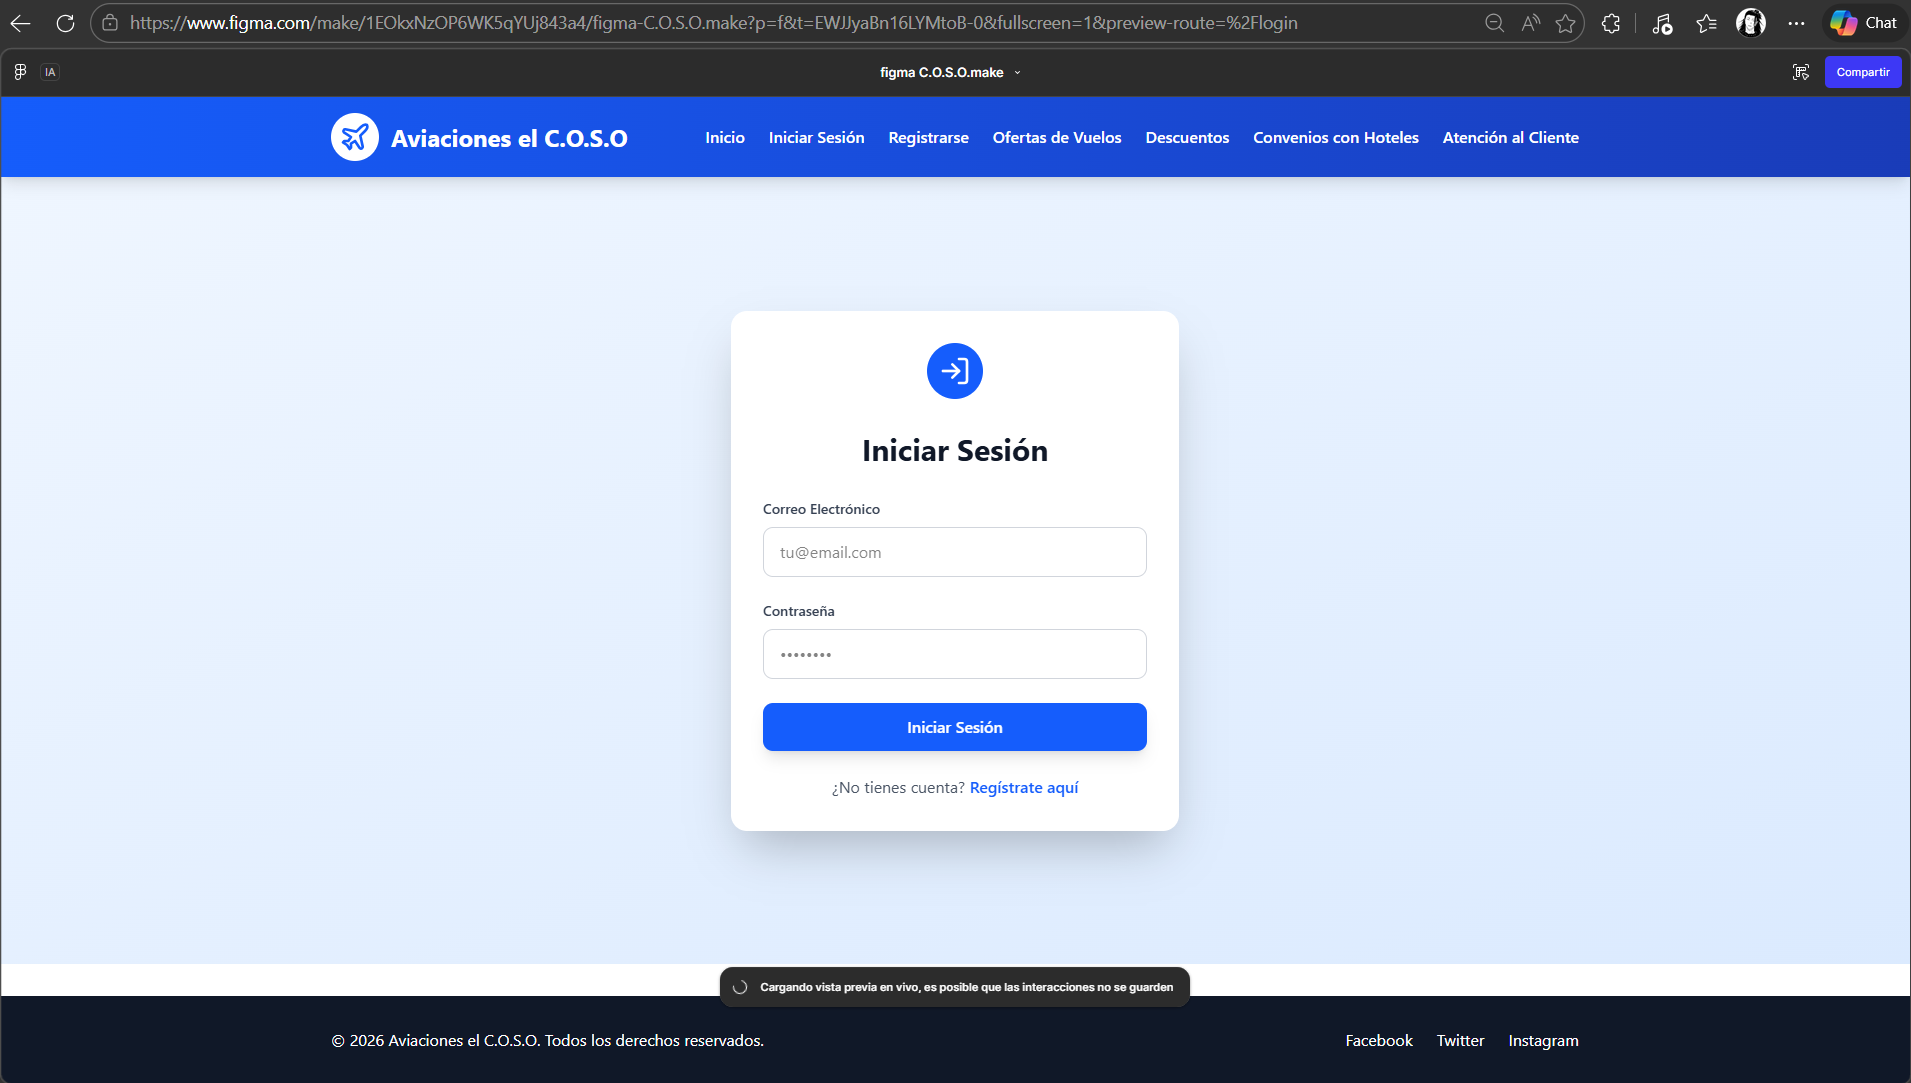 https://www.figma.com/make/1EOkxNzOP6WK5qYUj843a4/figma-C.O.S.O.make?p=f&t=EWJJyaBn16LYMtoB-0&fullscreen=1&preview-route=%2Flogin
Chat
IA
figma C.O.S.O.make
Compartir
Aviaciones el C.O.S.O
Inicio
Iniciar Sesión
Registrarse
Ofertas de Vuelos
Descuentos
Convenios con Hoteles
Atención al Cliente
Iniciar Sesión
Correo Electrónico
tu@email.com
Contraseña
••••••••
Iniciar Sesión
¿No tienes cuenta? Regístrate aquí
Cargando vista previa en vivo, es posible que las interacciones no se guarden
© 2026 Aviaciones el C.O.S.O. Todos los derechos reservados.
Facebook
Twitter
Instagram